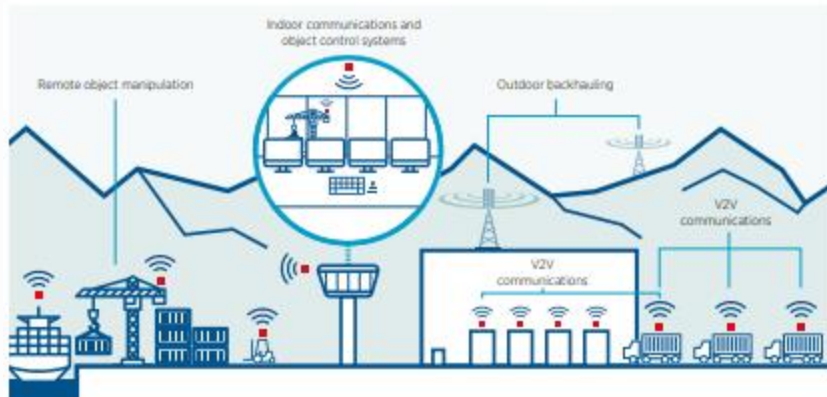 Indoor communications and
object control systems
Remote object manipulation
Outdoor backhauling
V2V
communications
V2V
communications